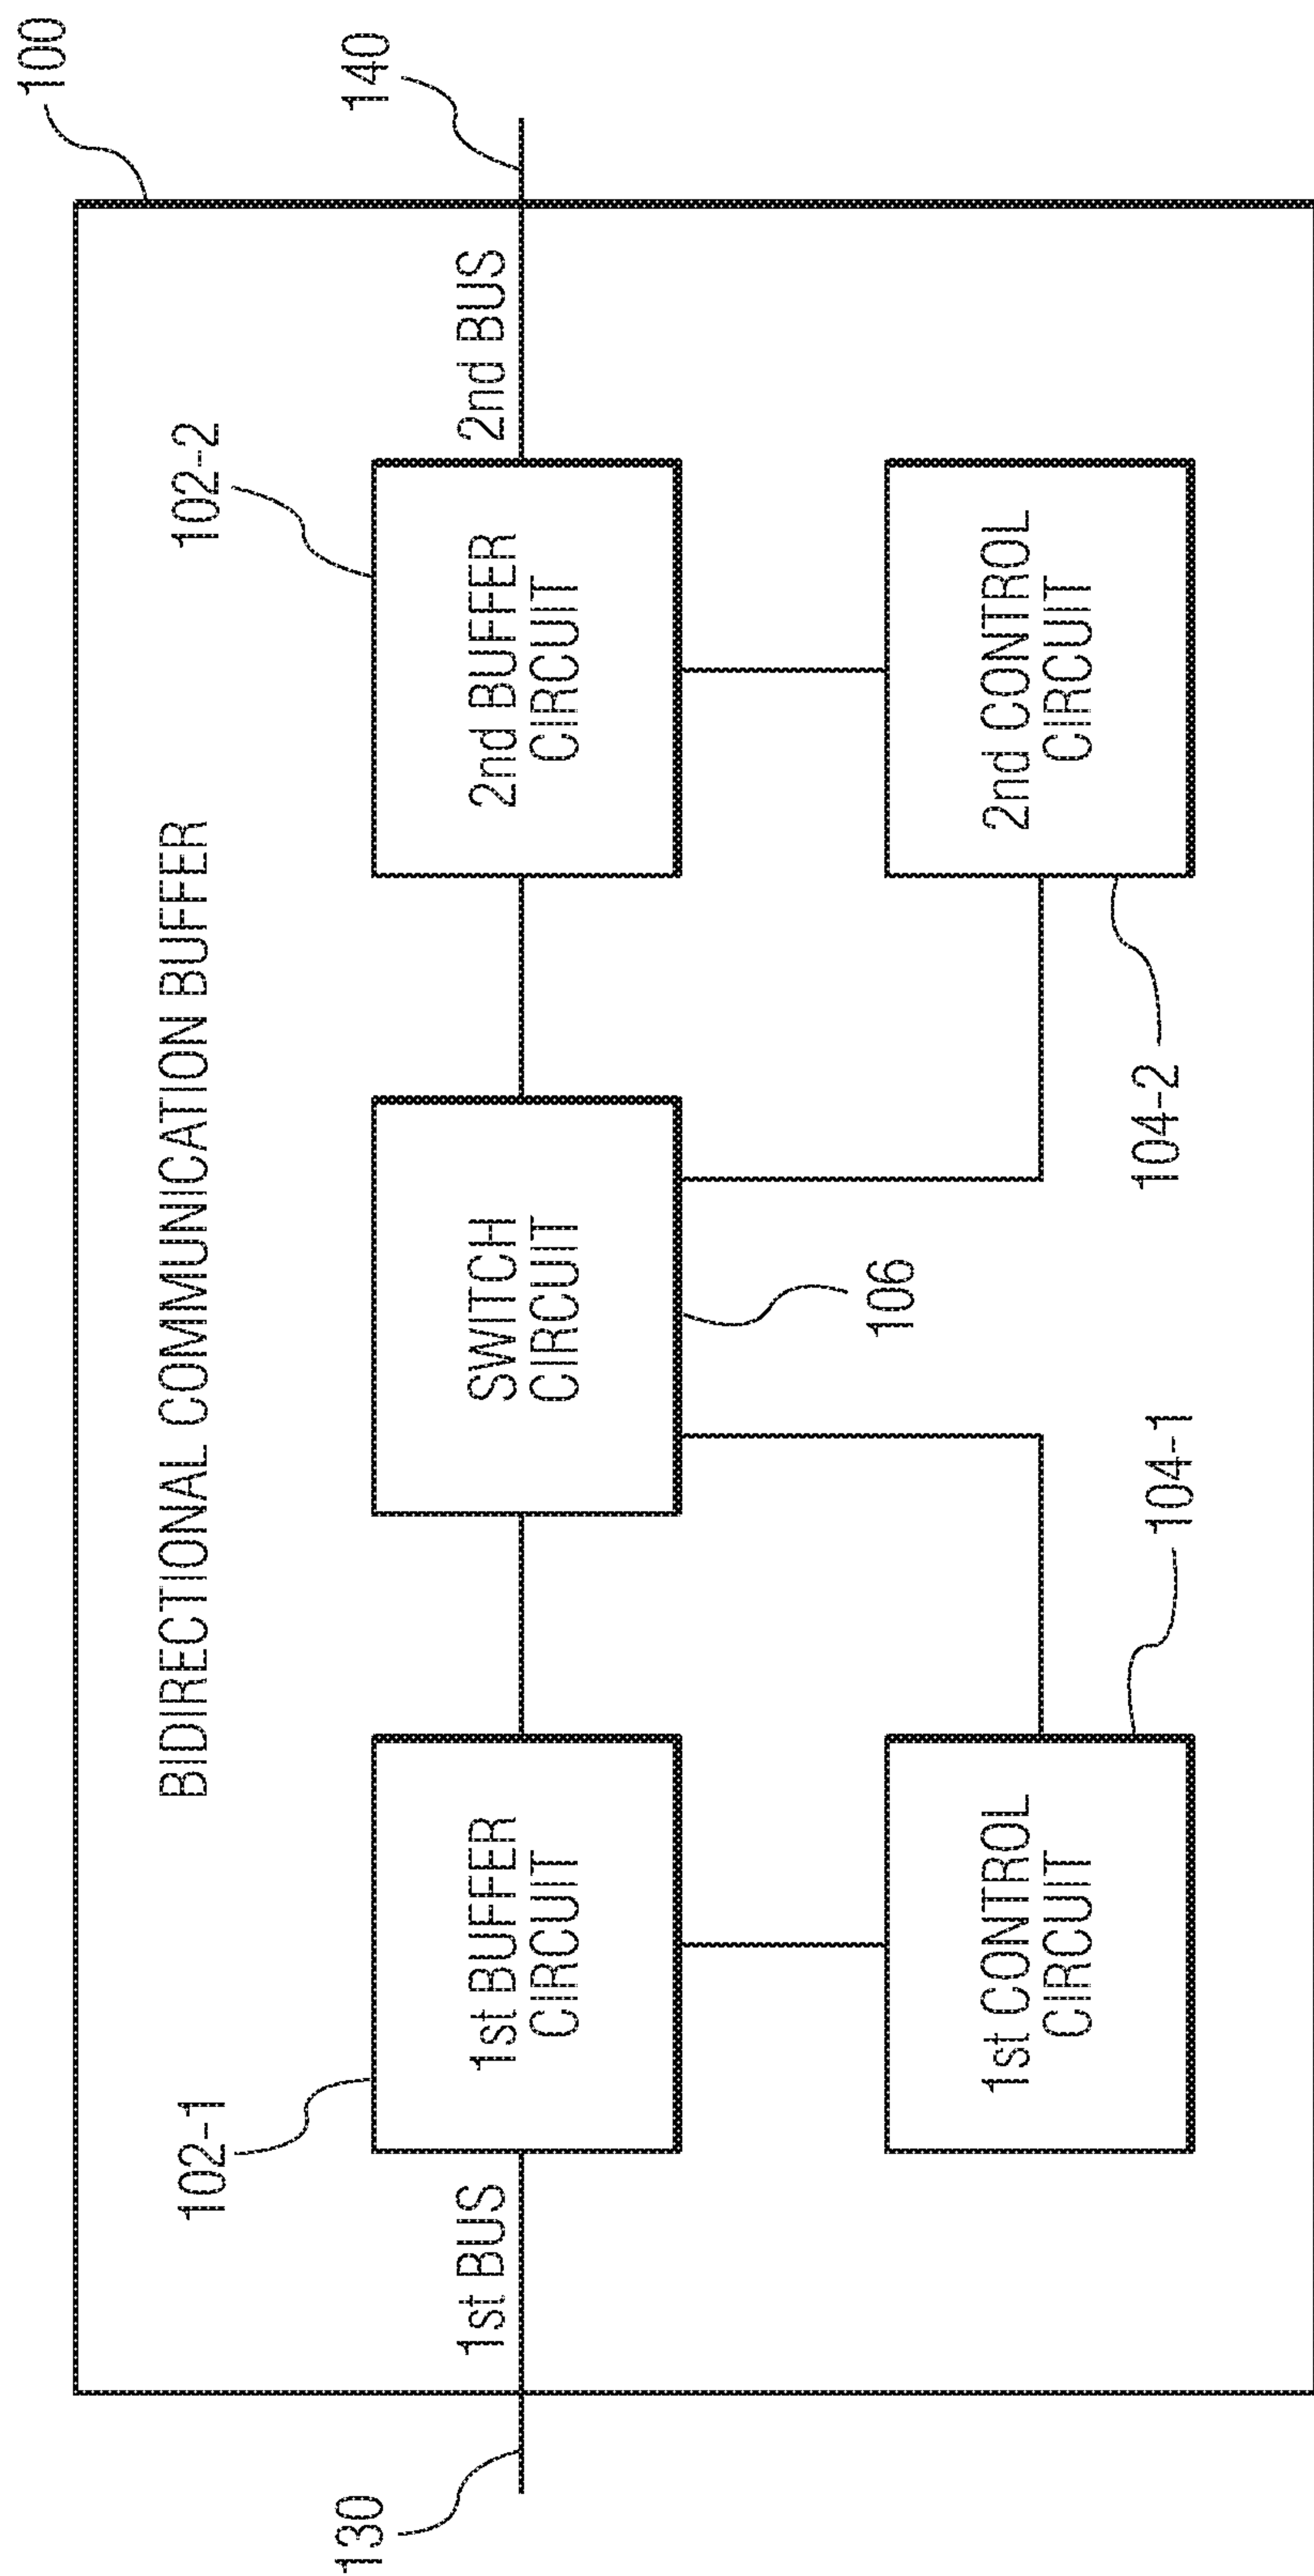 100
140
BIDIRECTIONAL COMMUNICATION BUFFER
102-1
102-2
130
1st BUS
2nd BUS
1st BUFFER
CIRCUIT
SWITCH
CIRCUIT
2nd BUFFER
CIRCUIT
106
1st CONTROL
CIRCUIT
2nd CONTROL
CIRCUIT
104-1
104-2